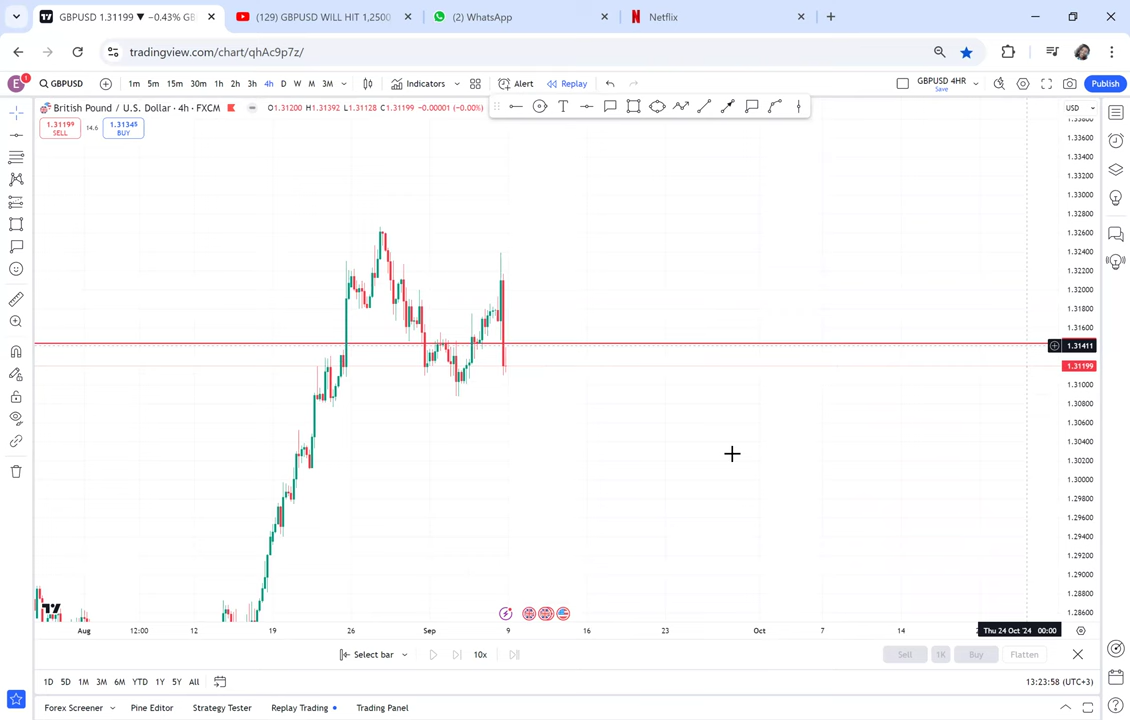 GBPUSD 1.31199 ▼ −0.43% GB
(129) GBPUSD WILL HIT 1,2500
(2) WhatsApp
Netflix
tradingview.com/chart/qhAc9p7z/
E
1
GBPUSD
1m 5m 15m 30m 1h 2h 3h 4h D W M 3M
Indicators
Alert
Replay
GBPUSD 4HR
Save
Publish
British Pound / U.S. Dollar · 4h · FXCM
O1.31200 H1.31392 L1.31128 C1.31199 −0.00001 (−0.00%)
USD
1.31199
SELL
14.6
1.31345
BUY
1.33800
1.33600
1.33400
1.33200
1.33000
1.32800
1.32600
1.32400
1.32200
1.32000
1.31800
1.31600
1.31411
1.31199
1.31000
1.30800
1.30600
1.30400
1.30200
1.30000
1.29800
1.29600
1.29400
1.29200
1.29000
1.28800
1.28600
Aug 12:00 12 19 26 Sep 9 16 23 Oct 7 14
Thu 24 Oct '24 00:00
Select bar
10x
Sell
1K
Buy
Flatten
1D 5D 1M 3M 6M YTD 1Y 5Y All
13:23:58 (UTC+3)
Forex Screener
Pine Editor
Strategy Tester
Replay Trading
Trading Panel